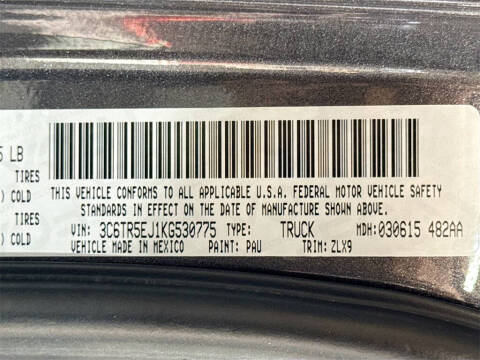 5 LB
TIRES
) COLD
TIRES
) COLD
THIS VEHICLE CONFORMS TO ALL APPLICABLE U.S.A. FEDERAL MOTOR VEHICLE SAFETY
STANDARDS IN EFFECT ON THE DATE OF MANUFACTURE SHOWN ABOVE.
VIN: 3C6TR5EJ1KG530775 TYPE: TRUCK MDH: 030615 482AA
VEHICLE MADE IN MEXICO PAINT: PAU TRIM: ZLX9